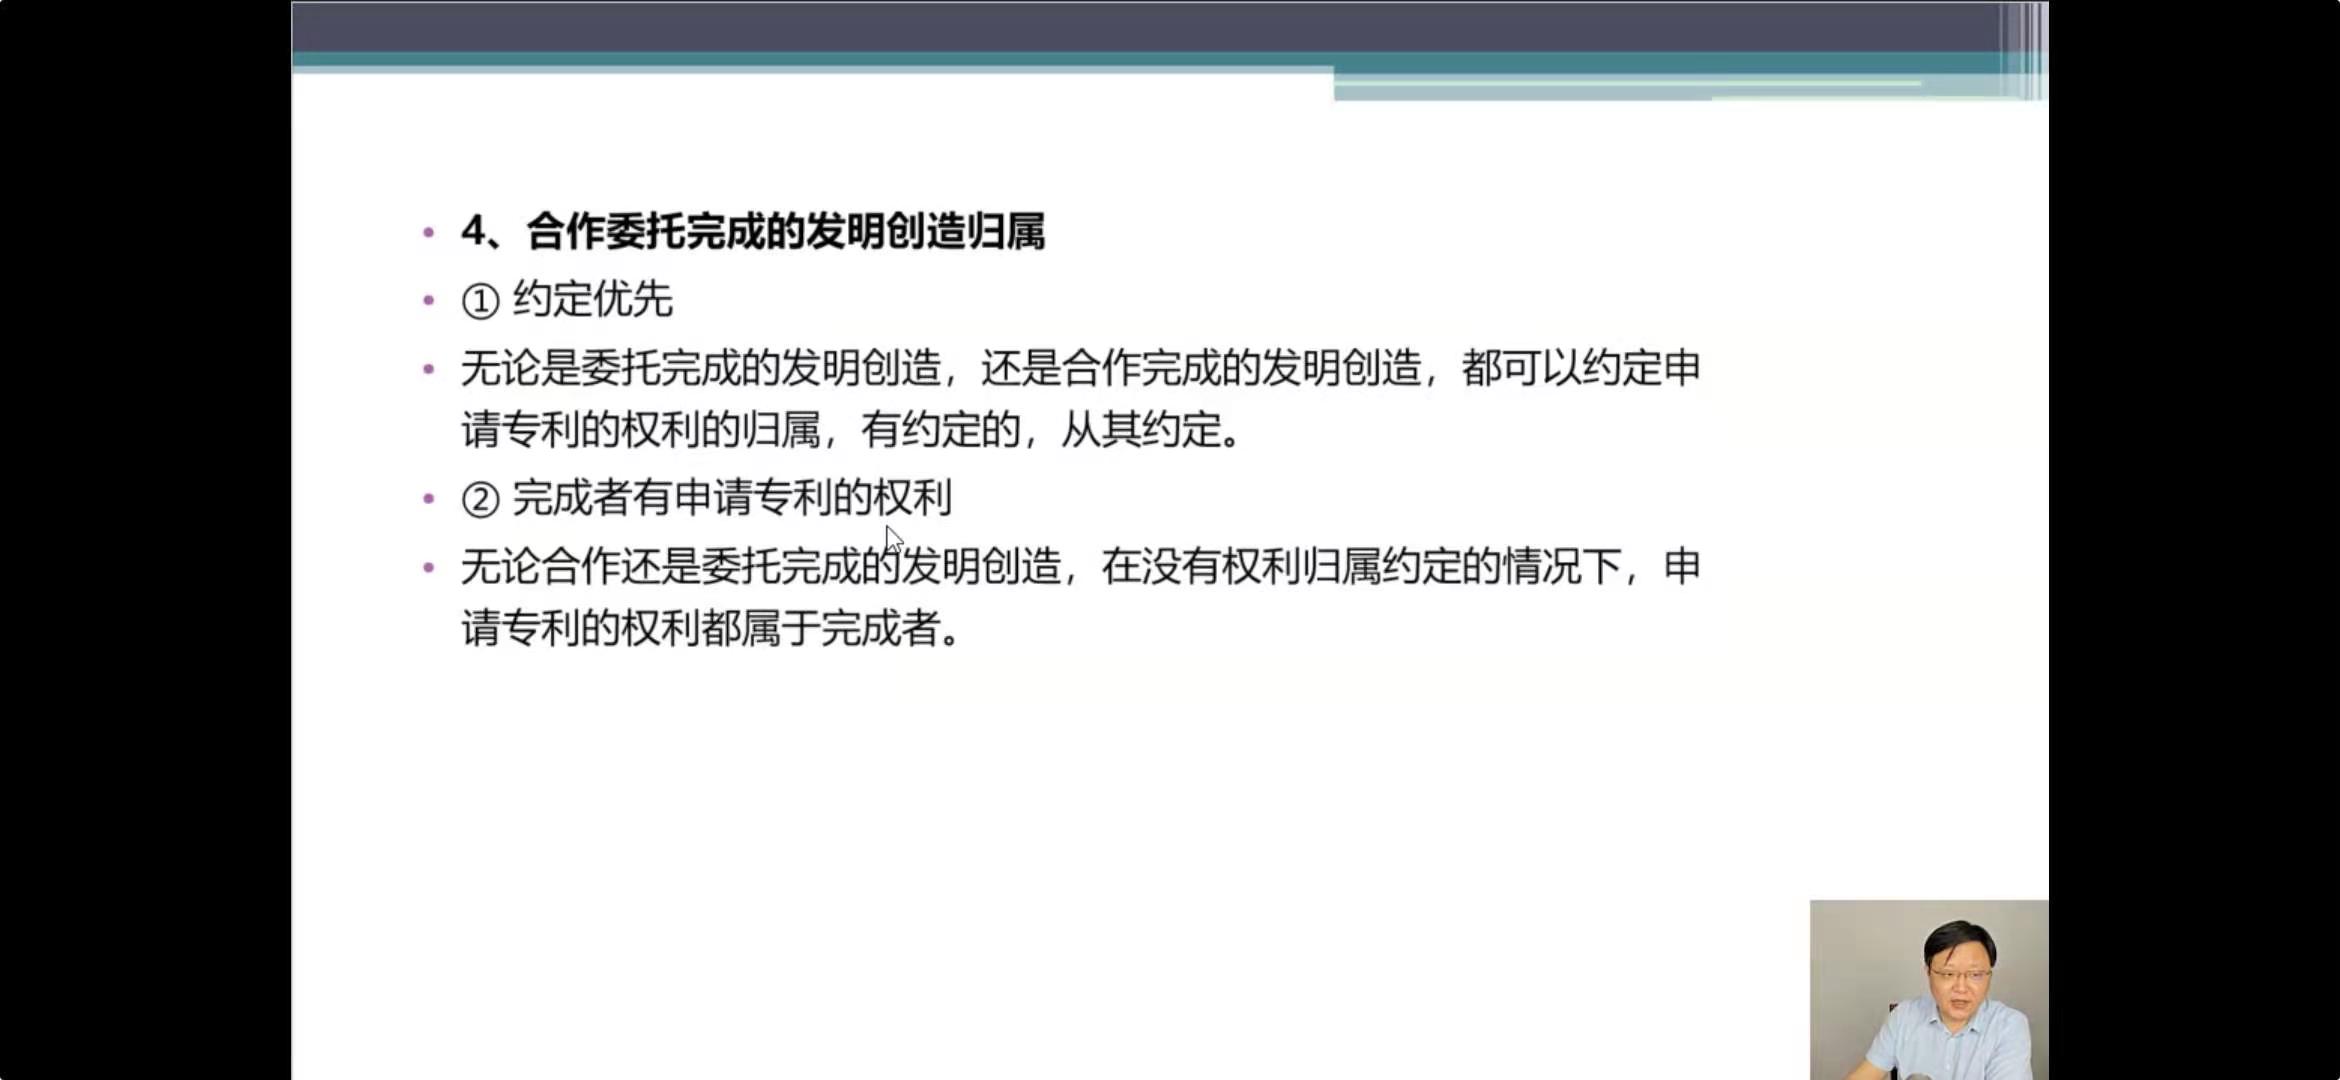 4、合作委托完成的发明创造归属
① 约定优先
无论是委托完成的发明创造，还是合作完成的发明创造，都可以约定申
请专利的权利的归属，有约定的，从其约定。
② 完成者有申请专利的权利
无论合作还是委托完成的发明创造，在没有权利归属约定的情况下，申
请专利的权利都属于完成者。